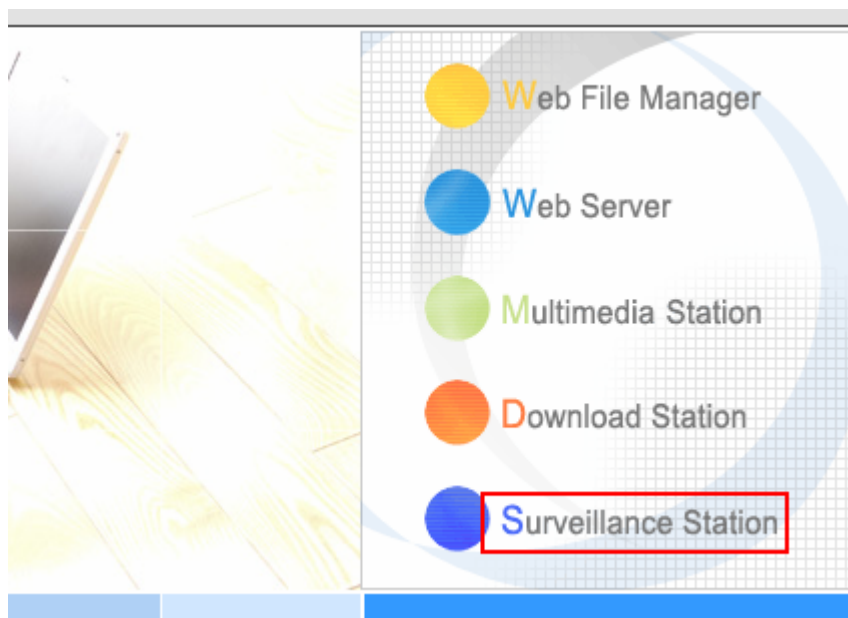 Web File Manager
Web Server
Multimedia Station
Download Station
Surveillance Station